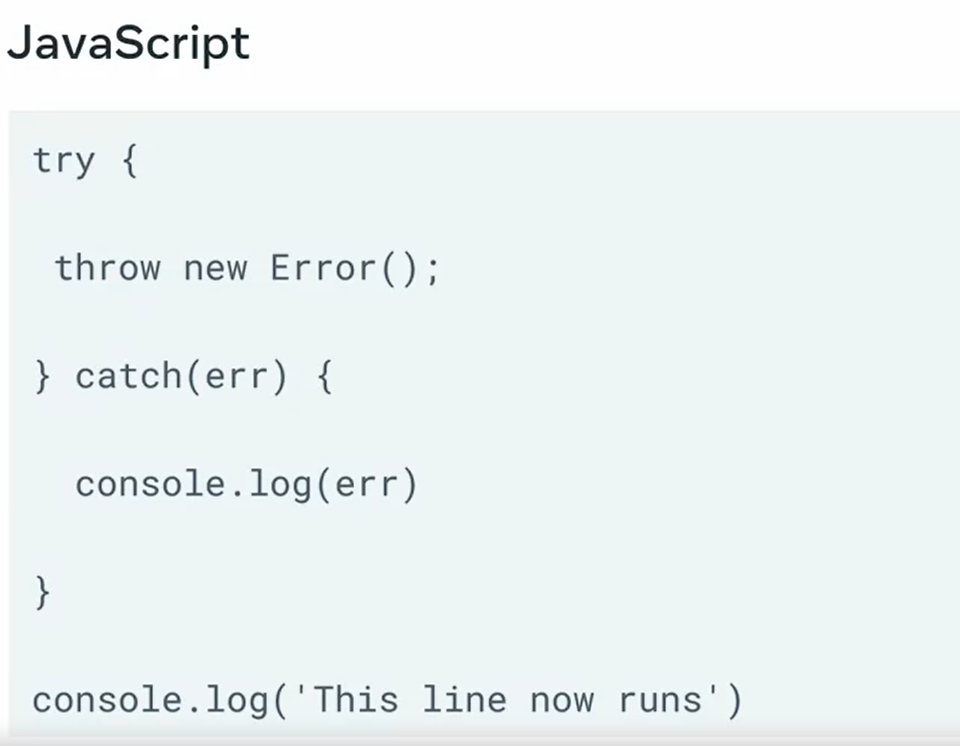 JavaScript
try {
throw new Error();
} catch(err) {
console.log(err)
}
console.log('This line now runs')